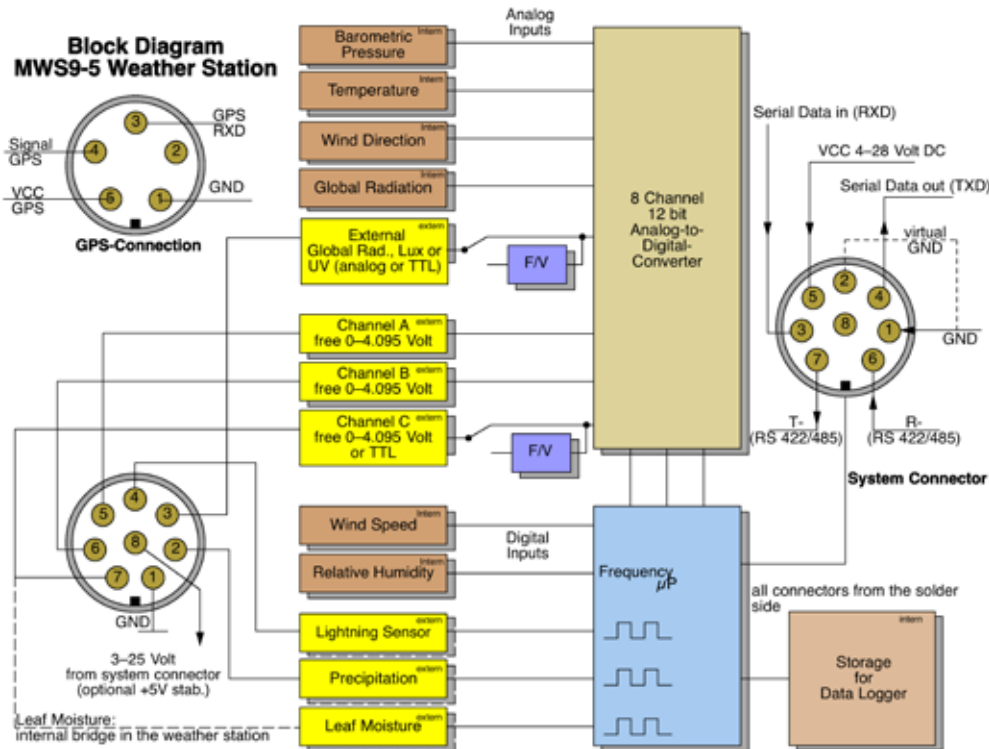 Block Diagram
MWS9-5 Weather Station
3
GPS
RXD
Signal
GPS
4
2
VCC
GPS
5
1
GND
GPS-Connection
Analog
Inputs
Intern
Barometric
Pressure
Intern
Temperature
Intern
Wind Direction
Intern
Global Radiation
extern
External
Global Rad., Lux or
UV (analog or TTL)
F/V
extern
Channel A
free 0–4.095 Volt
extern
Channel B
free 0–4.095 Volt
extern
Channel C
free 0–4.095 Volt
or TTL
F/V
8 Channel
12 bit
Analog-to-
Digital-
Converter
Serial Data in (RXD)
VCC 4–28 Volt DC
Serial Data out (TXD)
virtual
GND
2
5
4
3
8
1
7
6
GND
T-
(RS 422/485)
R-
(RS 422/485)
System Connector
4
5
3
8
6
2
7
1
GND
3–25 Volt
from system connector
(optional +5V stab.)
Leaf Moisture:
internal bridge in the weather station
Intern
Wind Speed
Digital
Inputs
Intern
Relative Humidity
extern
Lightning Sensor
extern
Precipitation
extern
Leaf Moisture
Frequency
µP
all connectors from the solder
side
intern
Storage
for
Data Logger